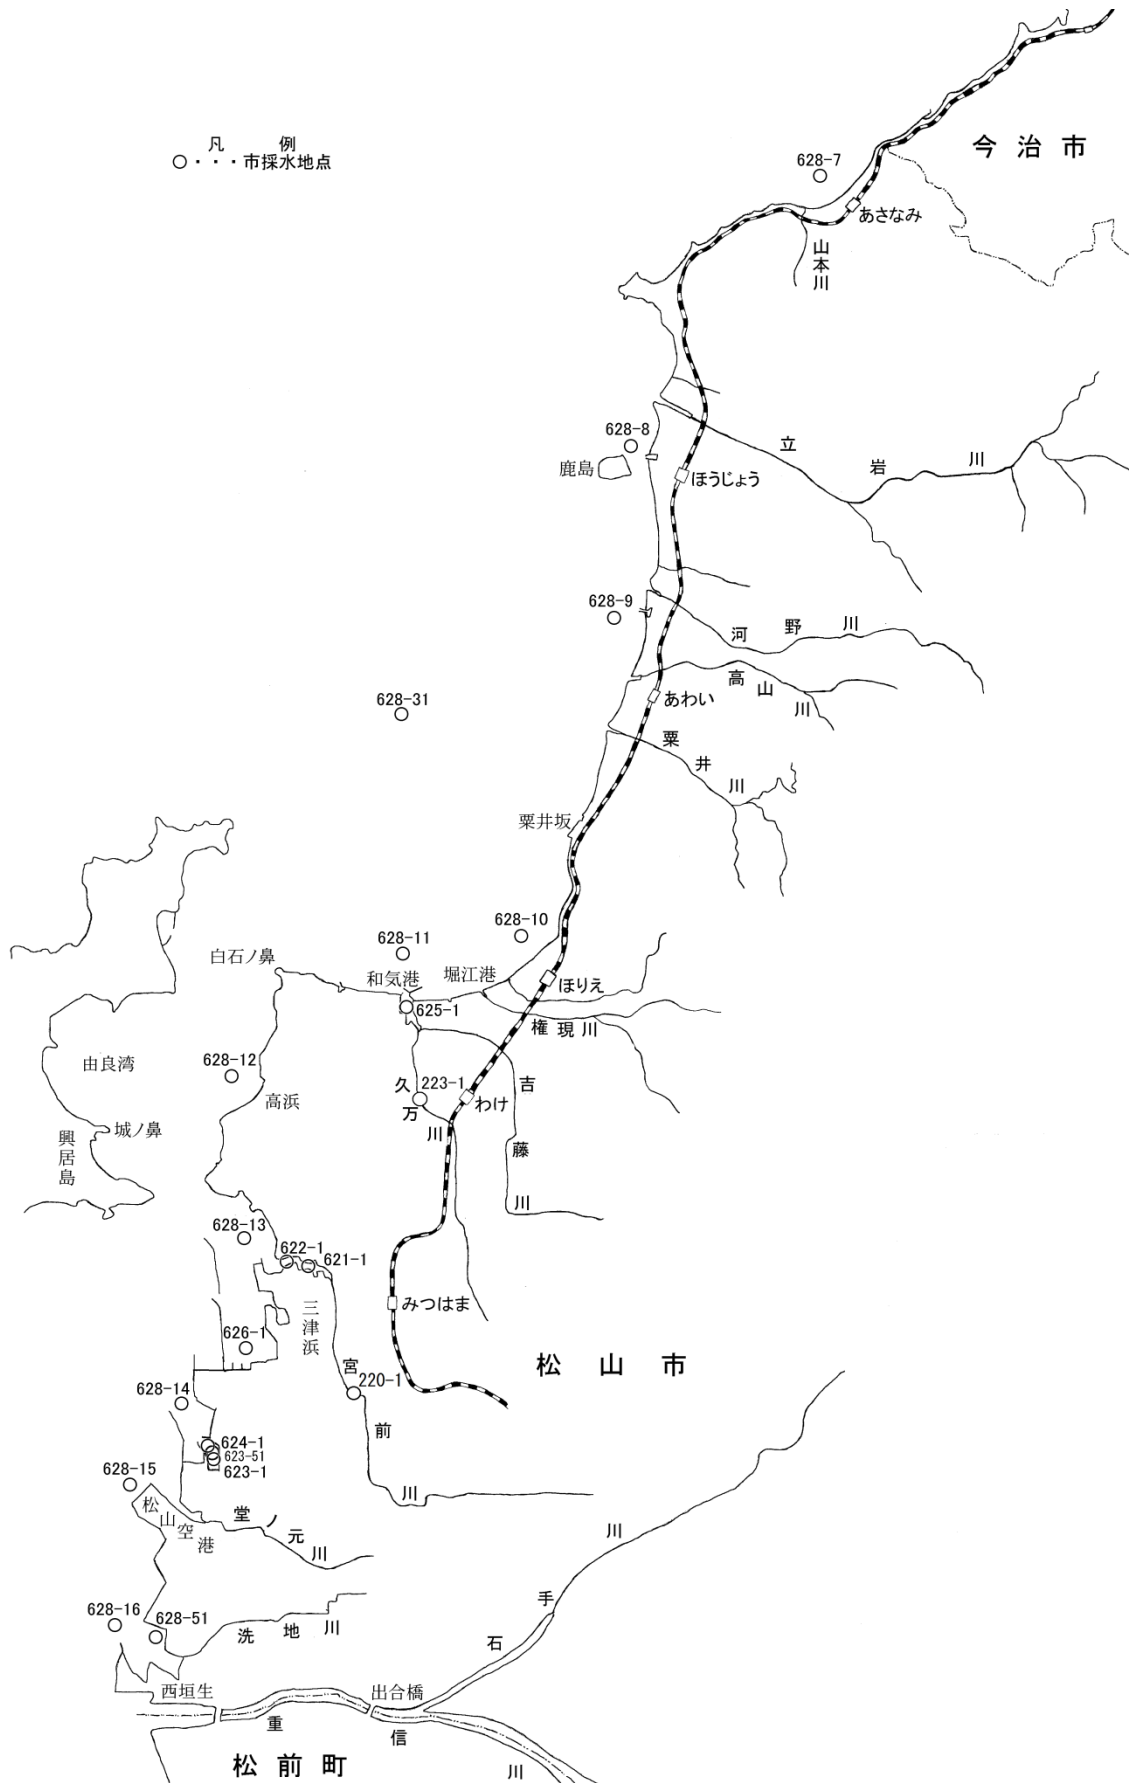 凡 例
○・・・市採水地点
今治市
628-7
あさなみ
山本川
628-8
鹿島
ほうじょう
立岩川
628-9
河野川
高山川
628-31
あわい
粟井川
粟井坂
628-10
628-11
白石ノ鼻
和気港
堀江港
ほりえ
625-1
権現川
由良湾
628-12
高浜
久万川
223-1
わけ
吉藤川
城ノ鼻
興居島
628-13
622-1
621-1
三津浜
みつはま
626-1
松山市
宮前川
220-1
628-14
624-1
623-51
623-1
628-15
松山空港
堂ノ元川
石手川
628-16
628-51
洗地川
西垣生
出合橋
重信川
松前町